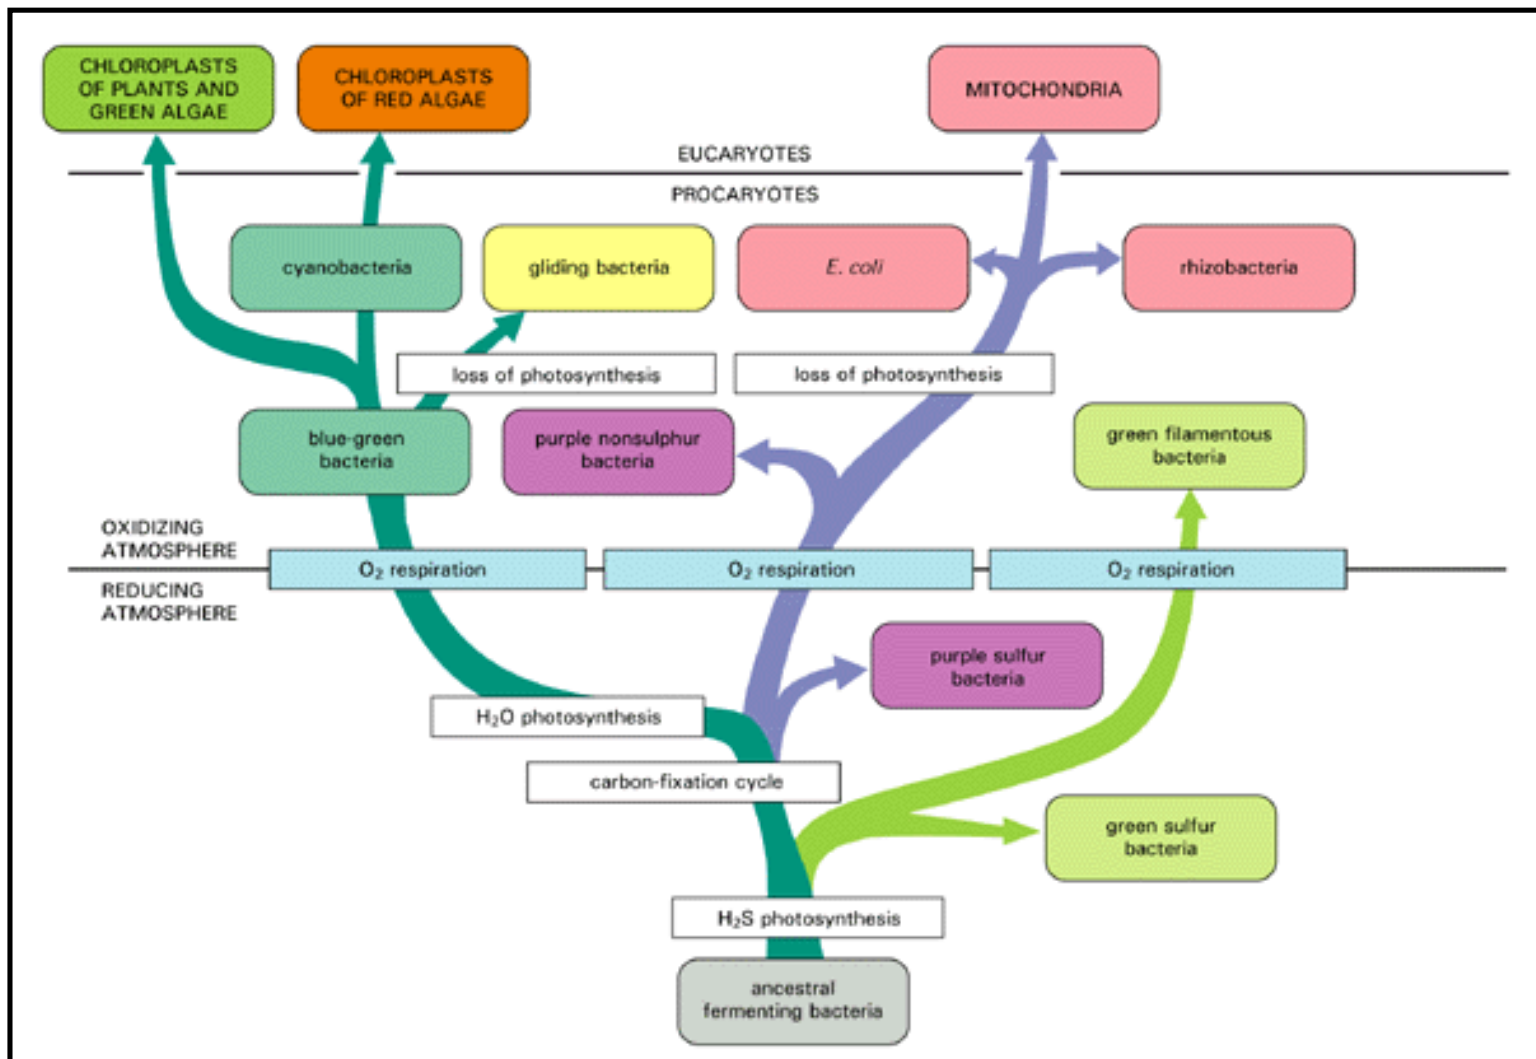 CHLOROPLASTS
OF PLANTS AND
GREEN ALGAE
CHLOROPLASTS
OF RED ALGAE
MITOCHONDRIA
EUCARYOTES
PROCARYOTES
cyanobacteria
gliding bacteria
E. coli
rhizobacteria
loss of photosynthesis
loss of photosynthesis
blue-green
bacteria
purple nonsulphur
bacteria
green filamentous
bacteria
OXIDIZING
ATMOSPHERE
O₂ respiration
O₂ respiration
O₂ respiration
REDUCING
ATMOSPHERE
purple sulfur
bacteria
H₂O photosynthesis
carbon-fixation cycle
green sulfur
bacteria
H₂S photosynthesis
ancestral
fermenting bacteria